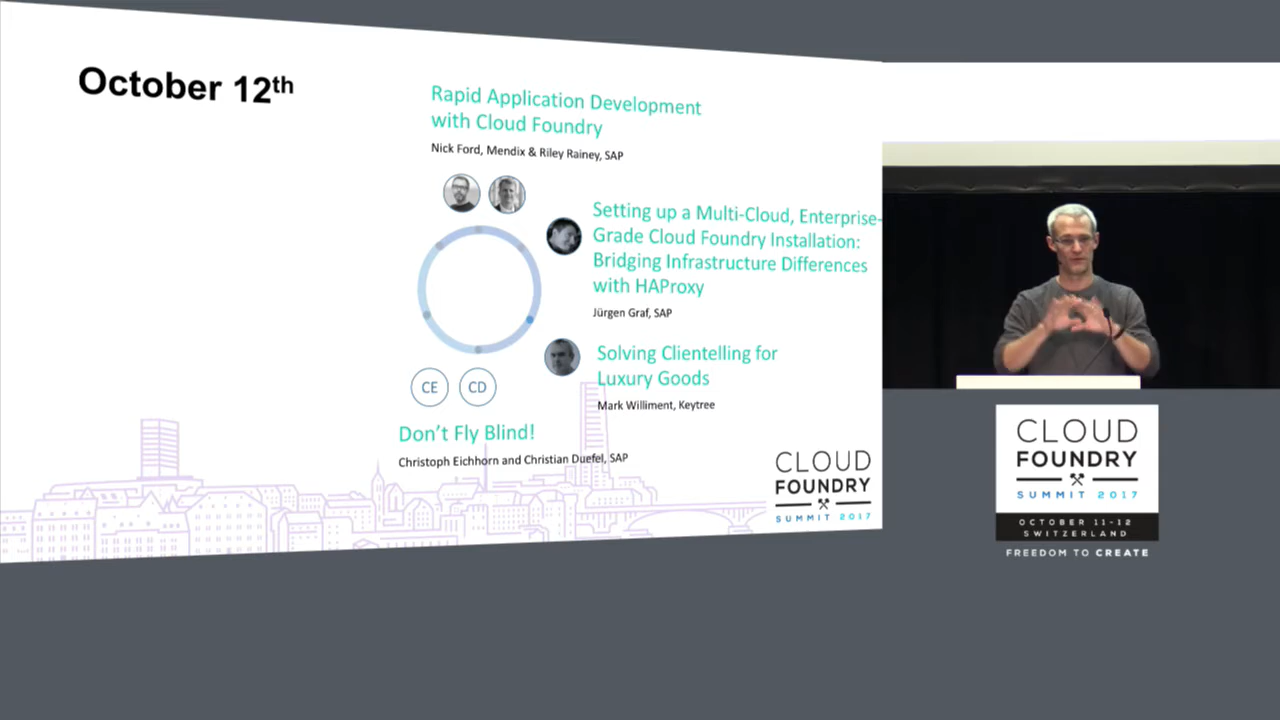 October 12th
Rapid Application Development
with Cloud Foundry
Nick Ford, Mendix & Riley Rainey, SAP
Setting up a Multi-Cloud, Enterprise-
Grade Cloud Foundry Installation:
Bridging Infrastructure Differences
with HAProxy
Jürgen Graf, SAP
Solving Clientelling for
Luxury Goods
Mark Williment, Keytree
CE CD
Don't Fly Blind!
Christoph Eichhorn and Christian Duefel, SAP
CLOUD
FOUNDRY
SUMMIT 2017
CLOUD
FOUNDRY
SUMMIT 2017
OCTOBER 11-12
SWITZERLAND
FREEDOM TO CREATE